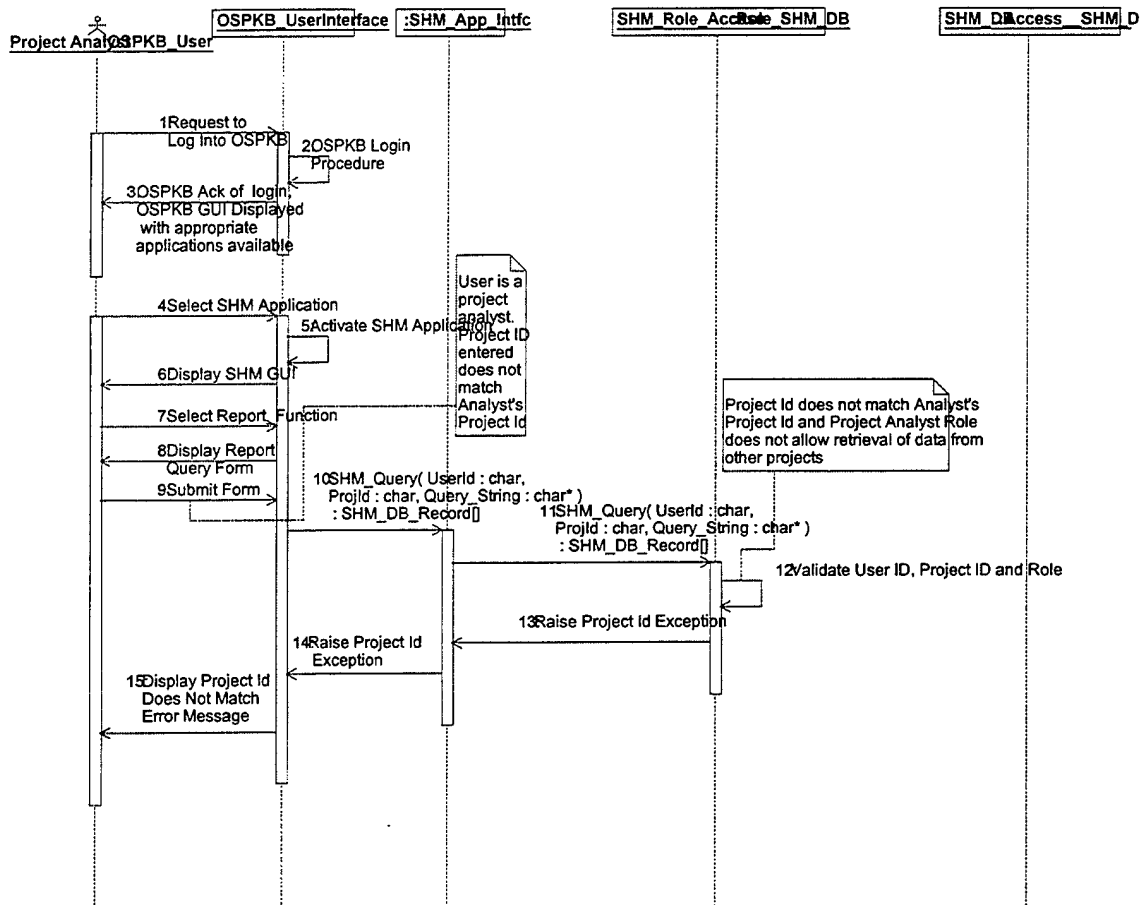 OSPKB_UserInterface
:SHM_App_Intfc
SHM_Role_Access
Role_SHM_DB
Project Analyst
OSPKB_User
1Request to
Log Into OSPKB
2OSPKB Login
Procedure
3OSPKB Ack of login;
OSPKB GUI Displayed
with appropriate
applications available
4Select SHM Application
5Activate SHM Application
6Display SHM GUI
7Select Report Function
8Display Report
Query Form
9Submit Form
User is a
project
analyst.
Project ID
entered
does not
match
Analyst's
Project Id
Project Id does not match Analyst's
Project Id and Project Analyst Role
does not allow retrieval of data from
other projects
10SHM_Query( UserId : char,
ProjId : char, Query_String : char* )
: SHM_DB_Record[]
11SHM_Query( UserId : char,
ProjId : char, Query_String : char* )
: SHM_DB_Record[]
12Validate User ID, Project ID and Role
13Raise Project Id Exception
14Raise Project Id
Exception
15Display Project Id
Does Not Match
Error Message